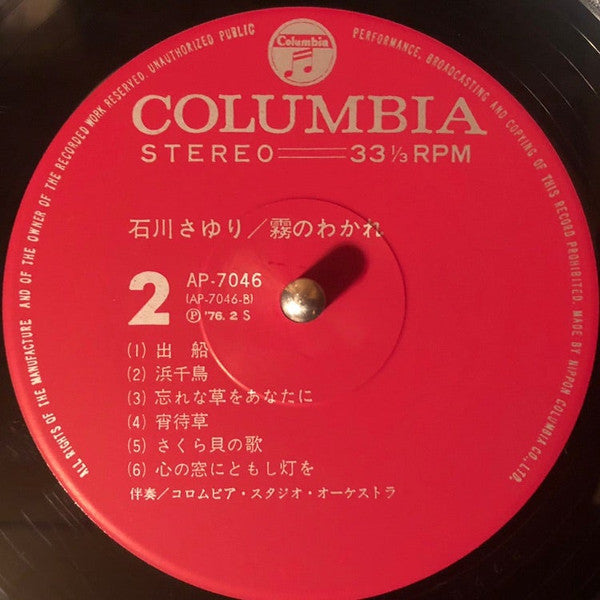 Columbia
COLUMBIA
STEREO 33 1/3 RPM
石川さゆり/霧のわかれ
2
AP-7046
(AP-7046-B)
Ⓟ '76. 2 S
(1) 出 船
(2) 浜千鳥
(3) 忘れな草をあなたに
(4) 宵待草
(5) さくら貝の歌
(6) 心の窓にともし灯を
伴奏/コロムビア・スタジオ・オーケストラ
ALL RIGHTS OF THE MANUFACTURE AND OF THE OWNER OF THE RECORDED WORK RESERVED. UNAUTHORIZED PUBLIC PERFORMANCE, BROADCASTING AND COPYING OF THIS RECORD PROHIBITED. MADE BY NIPPON COLUMBIA CO., LTD.